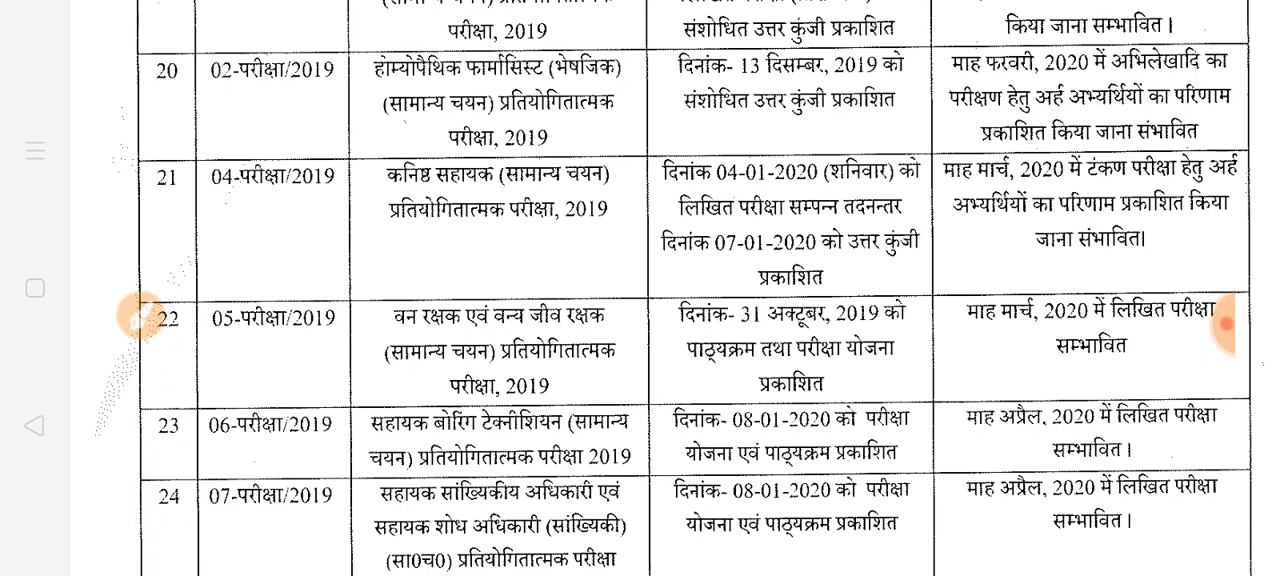 परीक्षा, 2019
संशोधित उत्तर कुंजी प्रकाशित
किया जाना सम्भावित ।
20
02-परीक्षा/2019
होम्योपैथिक फार्मासिस्ट (भेषजिक)
(सामान्य चयन) प्रतियोगितात्मक
परीक्षा, 2019
दिनांक- 13 दिसम्बर, 2019 को
संशोधित उत्तर कुंजी प्रकाशित
माह फरवरी, 2020 में अभिलेखादि का
परीक्षण हेतु अर्ह अभ्यर्थियों का परिणाम
प्रकाशित किया जाना संभावित
21
04-परीक्षा/2019
कनिष्ठ सहायक (सामान्य चयन)
प्रतियोगितात्मक परीक्षा, 2019
दिनांक 04-01-2020 (शनिवार) को
लिखित परीक्षा सम्पन्न तदनन्तर
दिनांक 07-01-2020 को उत्तर कुंजी
प्रकाशित
माह मार्च, 2020 में टंकण परीक्षा हेतु अर्ह
अभ्यर्थियों का परिणाम प्रकाशित किया
जाना संभावित।
22
05-परीक्षा/2019
वन रक्षक एवं वन्य जीव रक्षक
(सामान्य चयन) प्रतियोगितात्मक
परीक्षा, 2019
दिनांक- 31 अक्टूबर, 2019 को
पाठ्यक्रम तथा परीक्षा योजना
प्रकाशित
माह मार्च, 2020 में लिखित परीक्षा
सम्भावित
23
06-परीक्षा/2019
सहायक बोरिंग टेक्नीशियन (सामान्य
चयन) प्रतियोगितात्मक परीक्षा 2019
दिनांक- 08-01-2020 को परीक्षा
योजना एवं पाठ्यक्रम प्रकाशित
माह अप्रैल, 2020 में लिखित परीक्षा
सम्भावित ।
24
07-परीक्षा/2019
सहायक सांख्यिकीय अधिकारी एवं
सहायक शोध अधिकारी (सांख्यिकी)
(सा0च0) प्रतियोगितात्मक परीक्षा
दिनांक- 08-01-2020 को परीक्षा
योजना एवं पाठ्यक्रम प्रकाशित
माह अप्रैल, 2020 में लिखित परीक्षा
सम्भावित ।